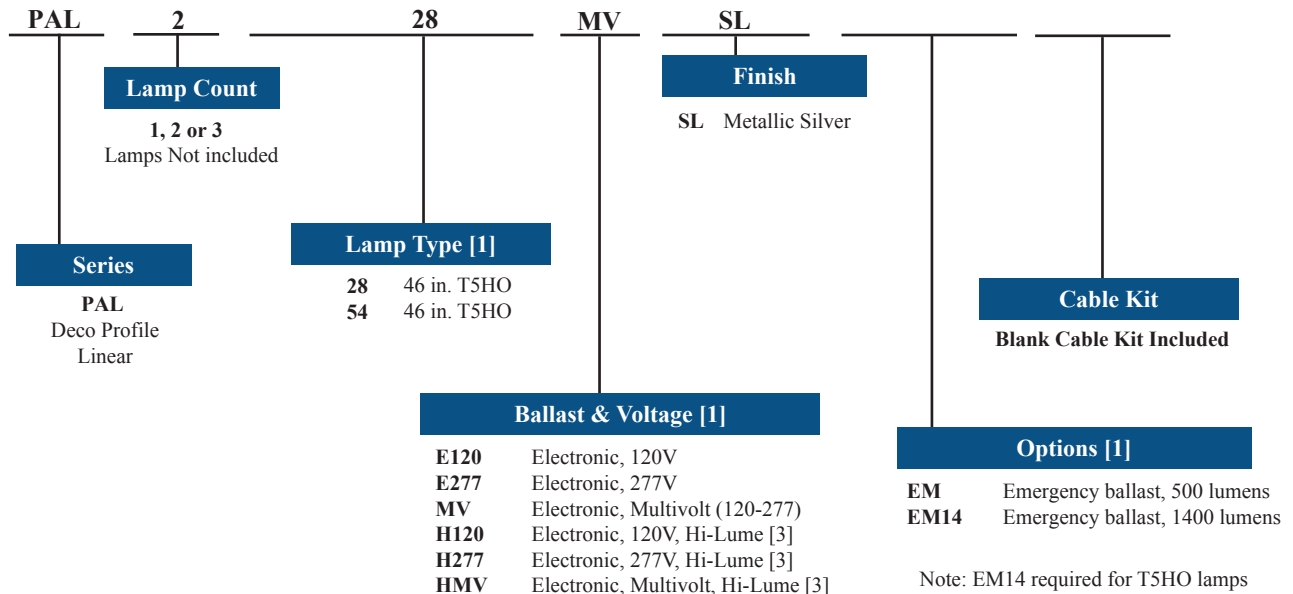 PAL 2 28 MV SL
Lamp Count
1, 2 or 3
Lamps Not included
Finish
SL Metallic Silver
Series
PAL
Deco Profile
Linear
Lamp Type [1]
28 46 in. T5HO
54 46 in. T5HO
Cable Kit
Blank Cable Kit Included
Ballast & Voltage [1]
E120 Electronic, 120V
E277 Electronic, 277V
MV Electronic, Multivolt (120-277)
H120 Electronic, 120V, Hi-Lume [3]
H277 Electronic, 277V, Hi-Lume [3]
HMV Electronic, Multivolt, Hi-Lume [3]
Options [1]
EM Emergency ballast, 500 lumens
EM14 Emergency ballast, 1400 lumens
Note: EM14 required for T5HO lamps